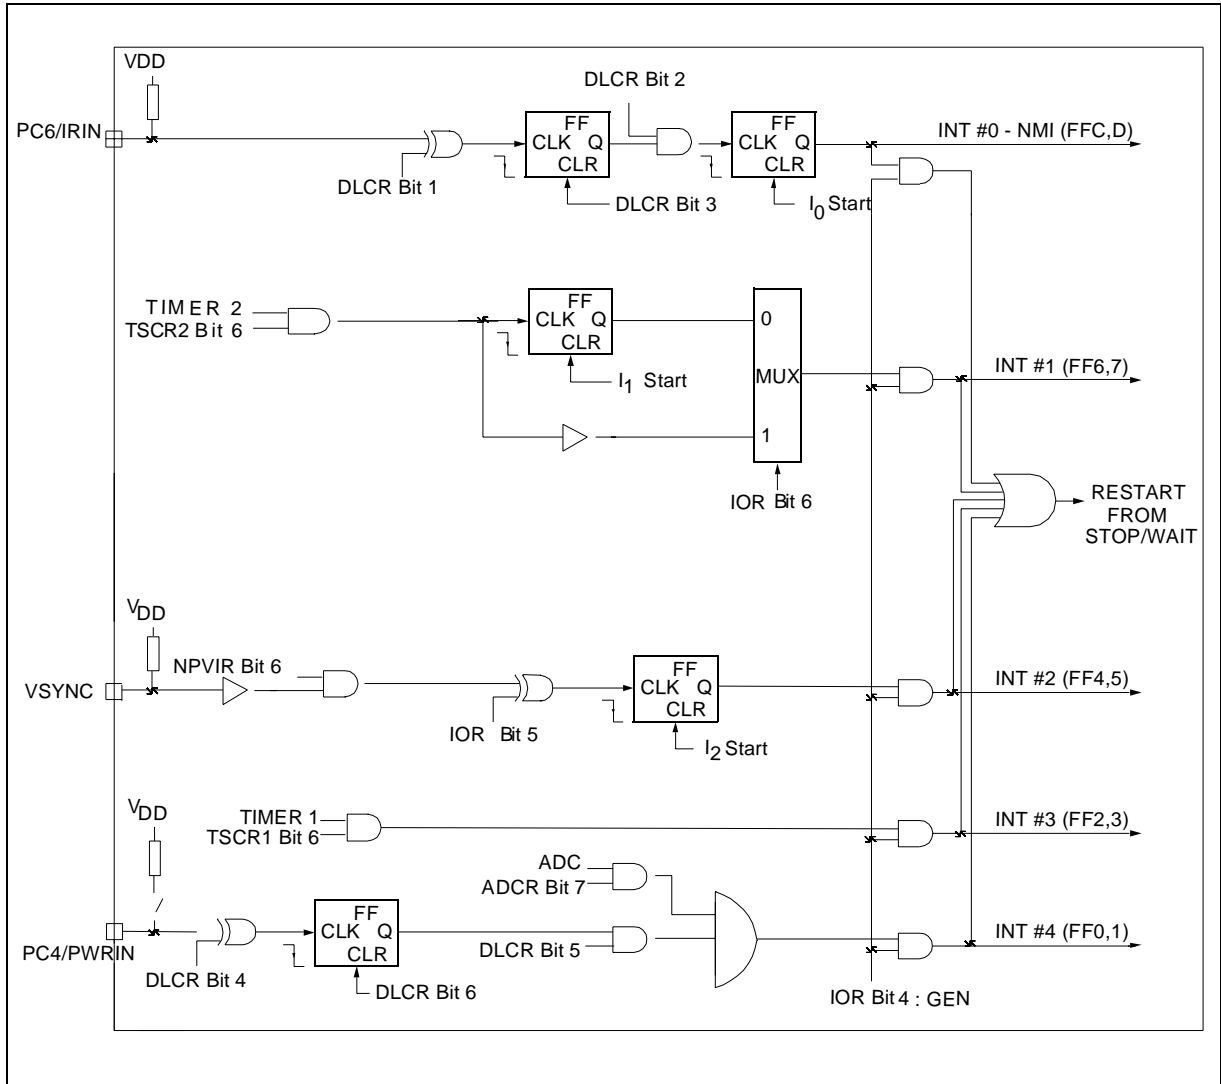 VDD
PC6/IRIN
DLCR Bit 1
FF
CLK Q
CLR
DLCR Bit 3
DLCR Bit 2
FF
CLK Q
CLR
I0 Start
INT #0 - NMI (FFC,D)
TIMER 2
TSCR2 Bit 6
FF
CLK Q
CLR
I1 Start
0
MUX
1
IOR Bit 6
INT #1 (FF6,7)
RESTART
FROM
STOP/WAIT
VDD
VSYNC
NPVIR Bit 6
IOR Bit 5
FF
CLK Q
CLR
I2 Start
INT #2 (FF4,5)
TIMER 1
TSCR1 Bit 6
INT #3 (FF2,3)
VDD
PC4/PWRIN
DLCR Bit 4
FF
CLK Q
CLR
DLCR Bit 6
ADC
ADCR Bit 7
DLCR Bit 5
INT #4 (FF0,1)
IOR Bit 4 : GEN